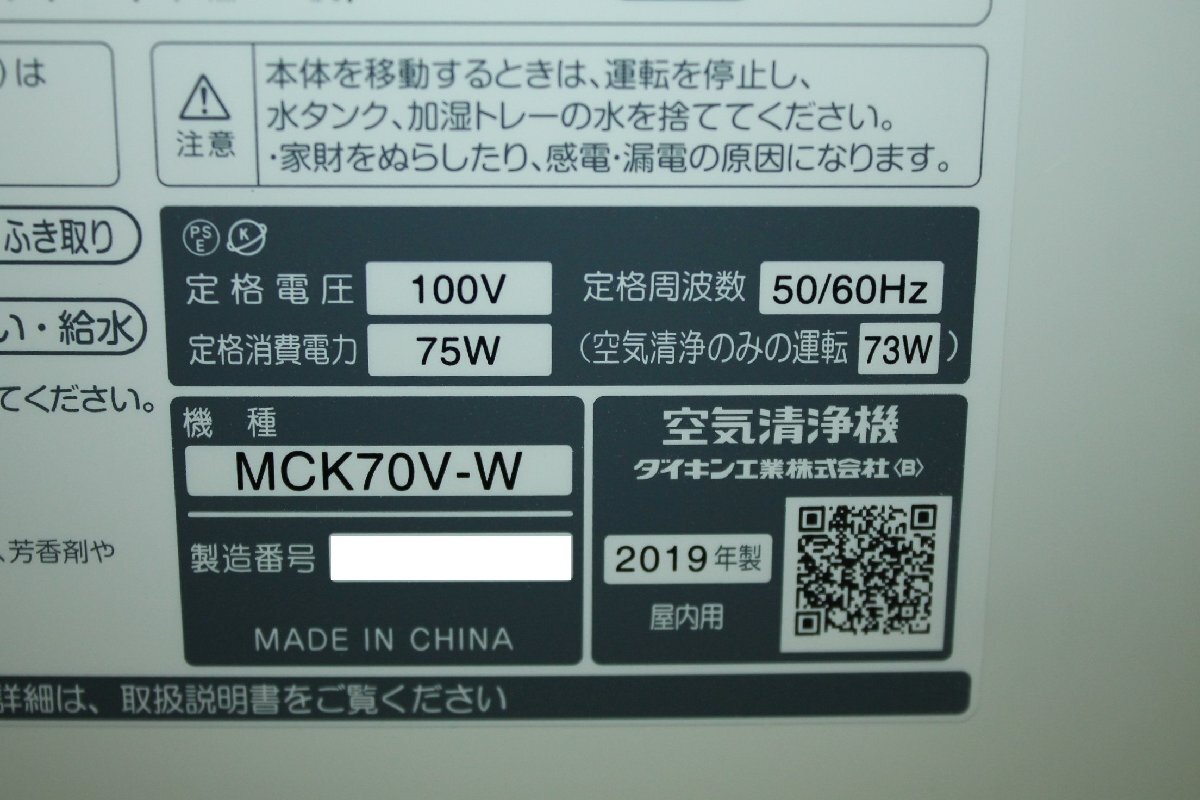 )は
注意
本体を移動するときは、運転を停止し、
水タンク、加湿トレーの水を捨ててください。
・家財をぬらしたり、感電・漏電の原因になります。
ふき取り
い・給水
てください。
、芳香剤や
PS
E
K
定格電圧 100V 定格周波数 50/60Hz
定格消費電力 75W (空気清浄のみの運転 73W)
機種
MCK70V-W
製造番号
MADE IN CHINA
空気清浄機
ダイキン工業株式会社〈B〉
2019年製
屋内用
詳細は、取扱説明書をご覧ください